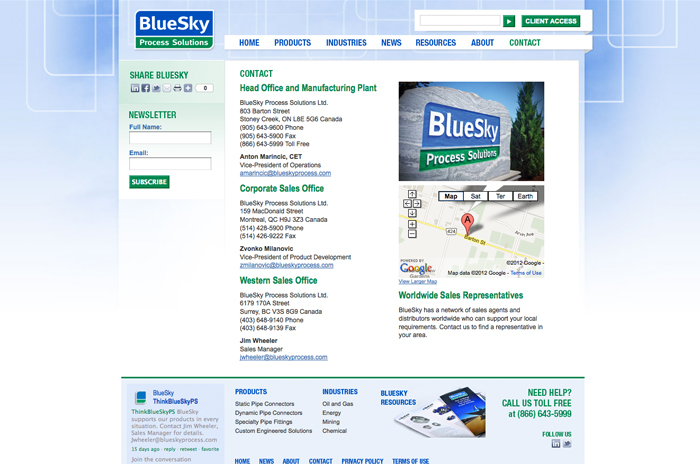 BlueSky
Process Solutions
CLIENT ACCESS
HOME PRODUCTS INDUSTRIES NEWS RESOURCES ABOUT CONTACT
SHARE BLUESKY
0
NEWSLETTER
Full Name:
Email:
SUBSCRIBE
CONTACT
Head Office and Manufacturing Plant
BlueSky Process Solutions Ltd.
803 Barton Street
Stoney Creek, ON L8E 5G6 Canada
(905) 643-9600 Phone
(905) 643-5900 Fax
(866) 643-5999 Toll Free
Anton Marincic, CET
Vice-President of Operations
amarincic@blueskyprocess.com
Corporate Sales Office
BlueSky Process Solutions Ltd.
159 MacDonald Street
Montreal, QC H9J 3Z3 Canada
(514) 426-5900 Phone
(514) 426-9222 Fax
Zvonko Milanovic
Vice-President of Product Development
zmilanovic@blueskyprocess.com
Western Sales Office
BlueSky Process Solutions Ltd.
6179 170A Street
Surrey, BC V3S 8G9 Canada
(403) 648-9140 Phone
(403) 648-9139 Fax
Jim Wheeler
Sales Manager
jwheeler@blueskyprocess.com
BlueSky
Process Solutions
Map Sat Ter Earth
A
424
Barton St
Arvin Ave
POWERED BY
Google
Gardens
©2012 Google -
Map data ©2012 Google - Terms of Use
View Larger Map
Worldwide Sales Representatives
BlueSky has a network of sales agents and
distributors worldwide who can support your local
requirements. Contact us to find a representative in
your area.
BlueSky
ThinkBlueSkyPS
ThinkBlueSkyPS BlueSky
supports our products in every
situation. Contact Jim Wheeler,
Sales Manager for details.
Jwheeler@blueskyprocess.com
15 days ago · reply · retweet · favorite
Join the conversation
PRODUCTS
Static Pipe Connectors
Dynamic Pipe Connectors
Specialty Pipe Fittings
Custom Engineered Solutions
INDUSTRIES
Oil and Gas
Energy
Mining
Chemical
BLUESKY
RESOURCES
NEED HELP?
CALL US TOLL FREE
at (866) 643-5999
FOLLOW US
HOME NEWS ABOUT CONTACT PRIVACY POLICY TERMS OF USE